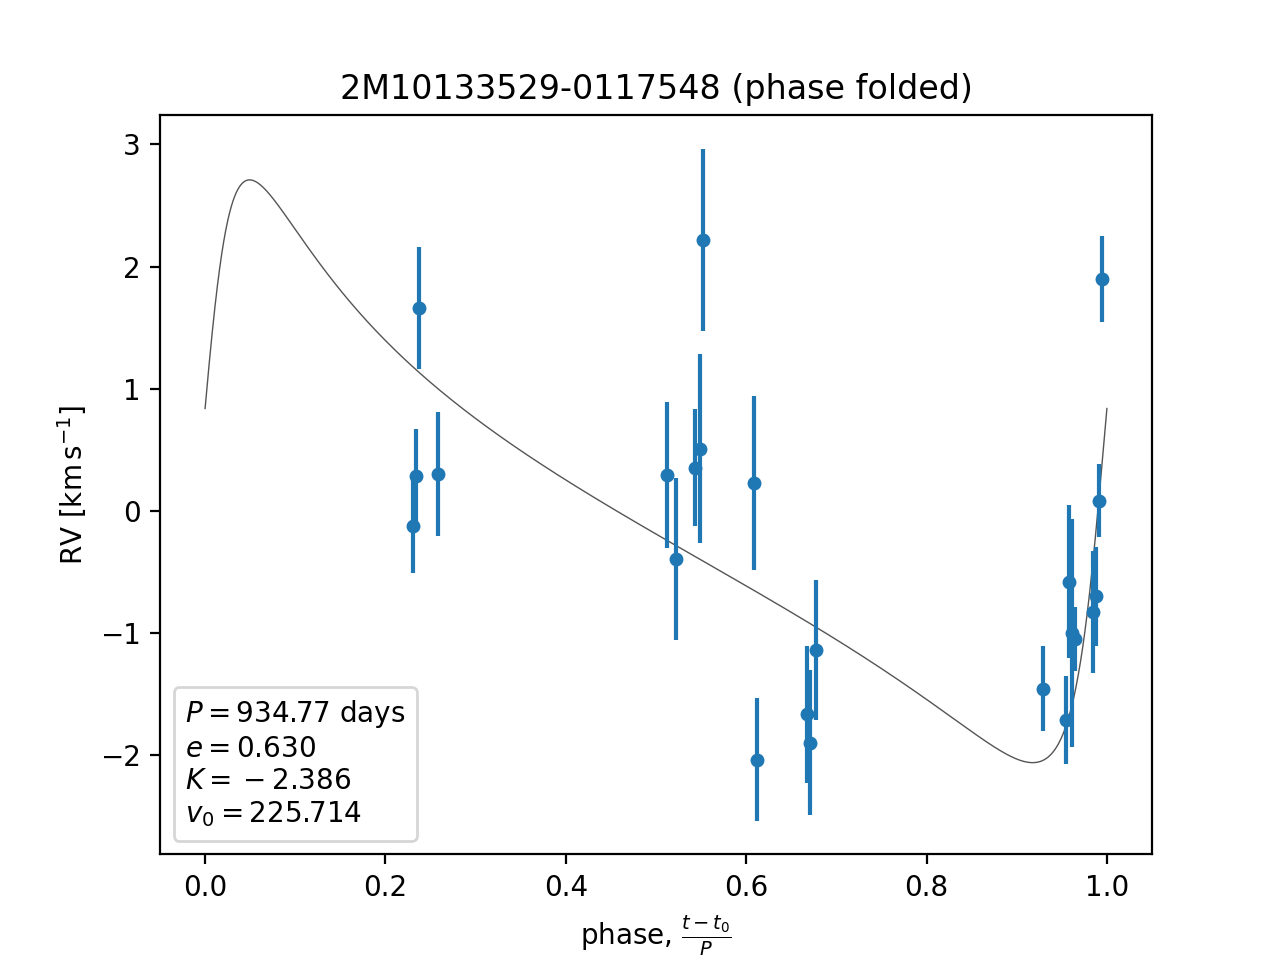 2M10133529-0117548 (phase folded)
3
2
1
0
−1
−2
RV [km s⁻¹]
P = 934.77 days
e = 0.630
K = −2.386
v₀ = 225.714
0.0 0.2 0.4 0.6 0.8 1.0
phase, (t − t₀)/P